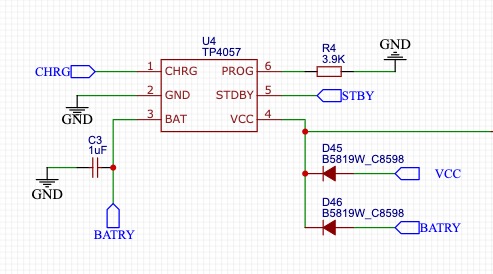 U4
TP4057
CHRG
1
CHRG
PROG
6
R4
3.9K
GND
2
GND
STDBY
5
STBY
GND
3
BAT
VCC
4
C3
1uF
GND
BATRY
D45
B5819W_C8598
VCC
D46
B5819W_C8598
BATRY